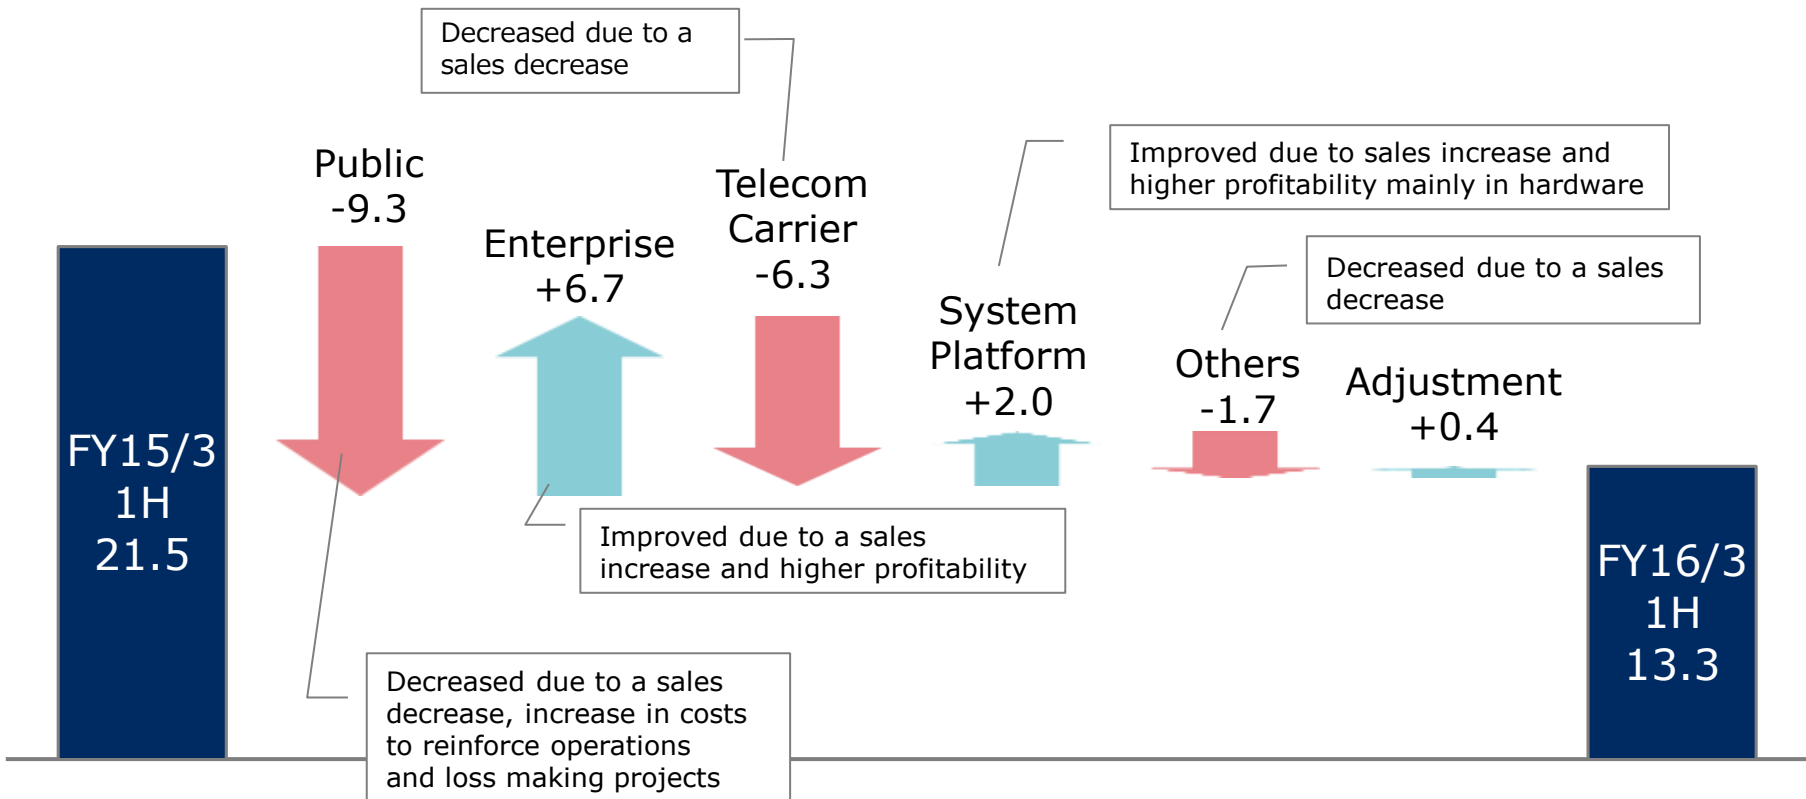 Decreased due to a
sales decrease
Public
-9.3
Enterprise
+6.7
Telecom
Carrier
-6.3
Improved due to sales increase and
higher profitability mainly in hardware
System
Platform
+2.0
Decreased due to a sales
decrease
Others
-1.7
Adjustment
+0.4
FY15/3
1H
21.5
Improved due to a sales
increase and higher profitability
FY16/3
1H
13.3
Decreased due to a sales
decrease, increase in costs
to reinforce operations
and loss making projects